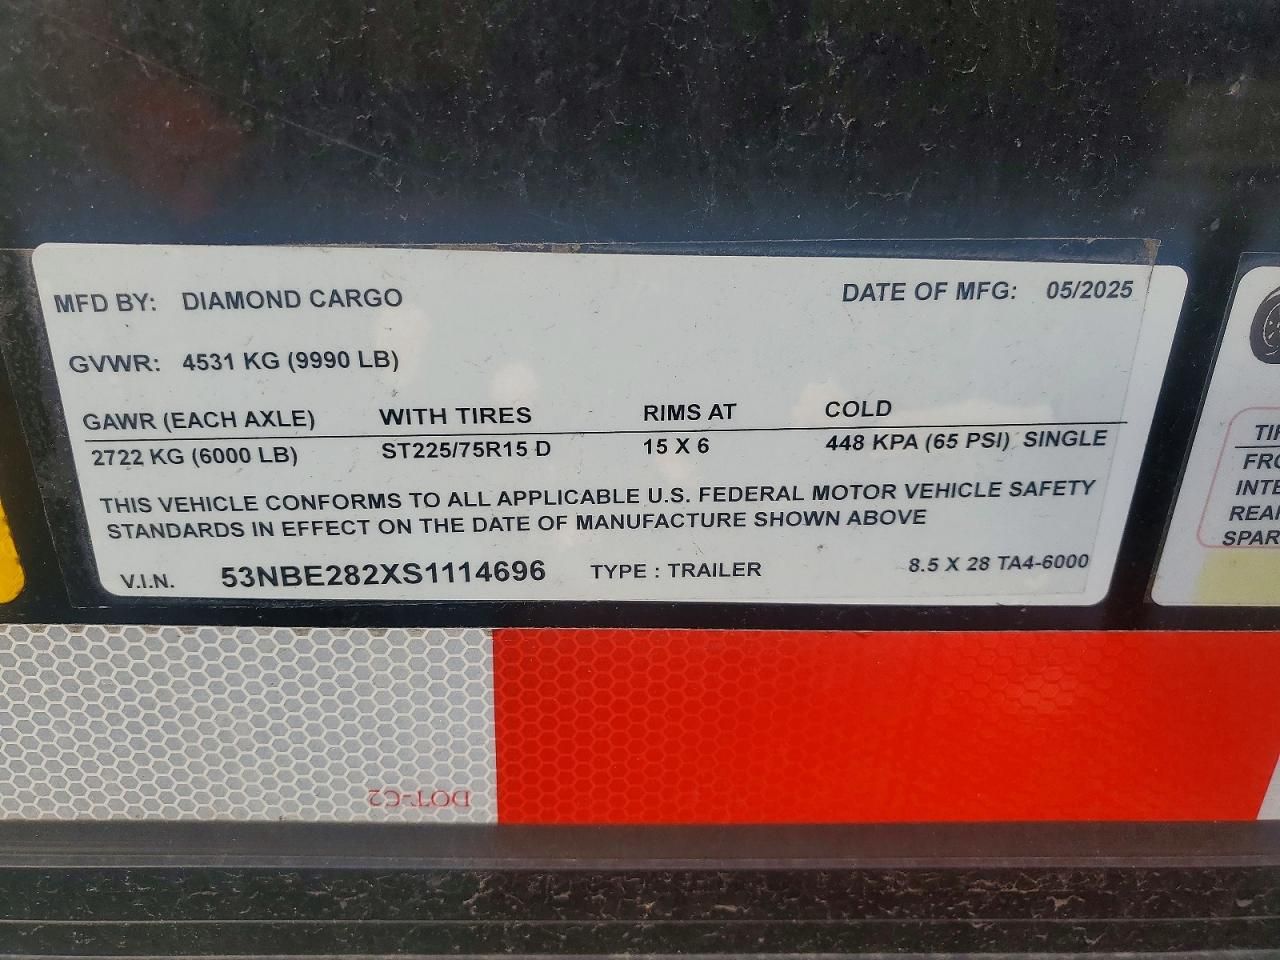 MFD BY: DIAMOND CARGO DATE OF MFG: 05/2025
GVWR: 4531 KG (9990 LB)
GAWR (EACH AXLE) WITH TIRES RIMS AT COLD
2722 KG (6000 LB) ST225/75R15 D 15 X 6 448 KPA (65 PSI) SINGLE
THIS VEHICLE CONFORMS TO ALL APPLICABLE U.S. FEDERAL MOTOR VEHICLE SAFETY
STANDARDS IN EFFECT ON THE DATE OF MANUFACTURE SHOWN ABOVE
V.I.N. 53NBE282XS1114696 TYPE : TRAILER 8.5 X 28 TA4-6000
DOT-C2